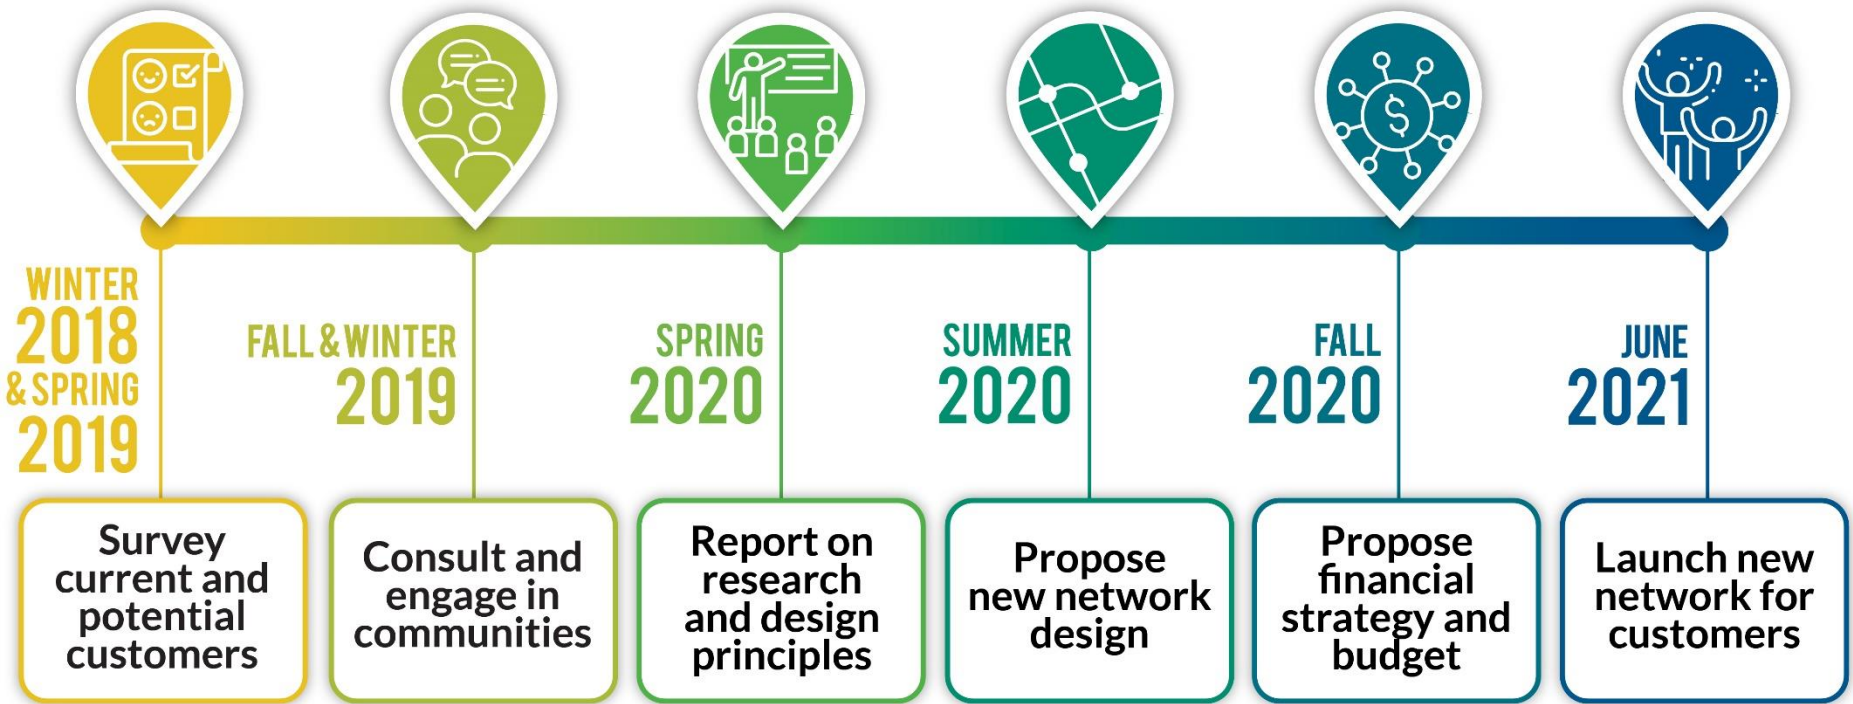 WINTER
2018
& SPRING
2019
FALL & WINTER
2019
SPRING
2020
SUMMER
2020
FALL
2020
JUNE
2021
Survey
current and
potential
customers
Consult and
engage in
communities
Report on
research
and design
principles
Propose
new network
design
Propose
financial
strategy and
budget
Launch new
network for
customers